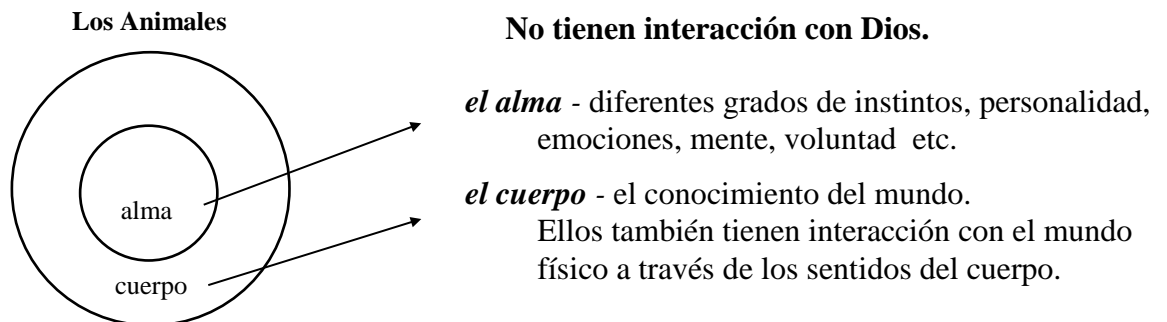 Los Animales
No tienen interacción con Dios.
el alma - diferentes grados de instintos, personalidad,
emociones, mente, voluntad etc.
el cuerpo - el conocimiento del mundo.
Ellos también tienen interacción con el mundo
físico a través de los sentidos del cuerpo.
alma
cuerpo